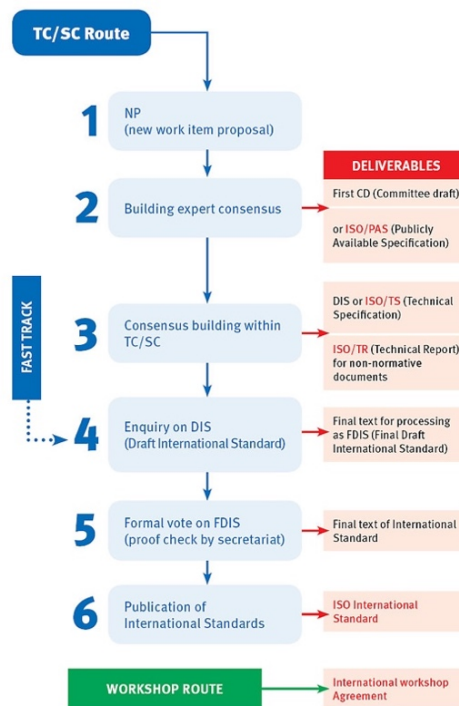 TC/SC Route
1
NP
(new work item proposal)
DELIVERABLES
2
Building expert consensus
First CD (Committee draft)
or ISO/PAS (Publicly
Available Specification)
FAST TRACK
3
Consensus building within
TC/SC
DIS or ISO/TS (Technical
Specification)
ISO/TR (Technical Report)
for non-normative
documents
4
Enquiry on DIS
(Draft International Standard)
Final text for processing
as FDIS (Final Draft
International Standard)
5
Formal vote on FDIS
(proof check by secretariat)
Final text of International
Standard
6
Publication of
International Standards
ISO International
Standard
WORKSHOP ROUTE
International workshop
Agreement